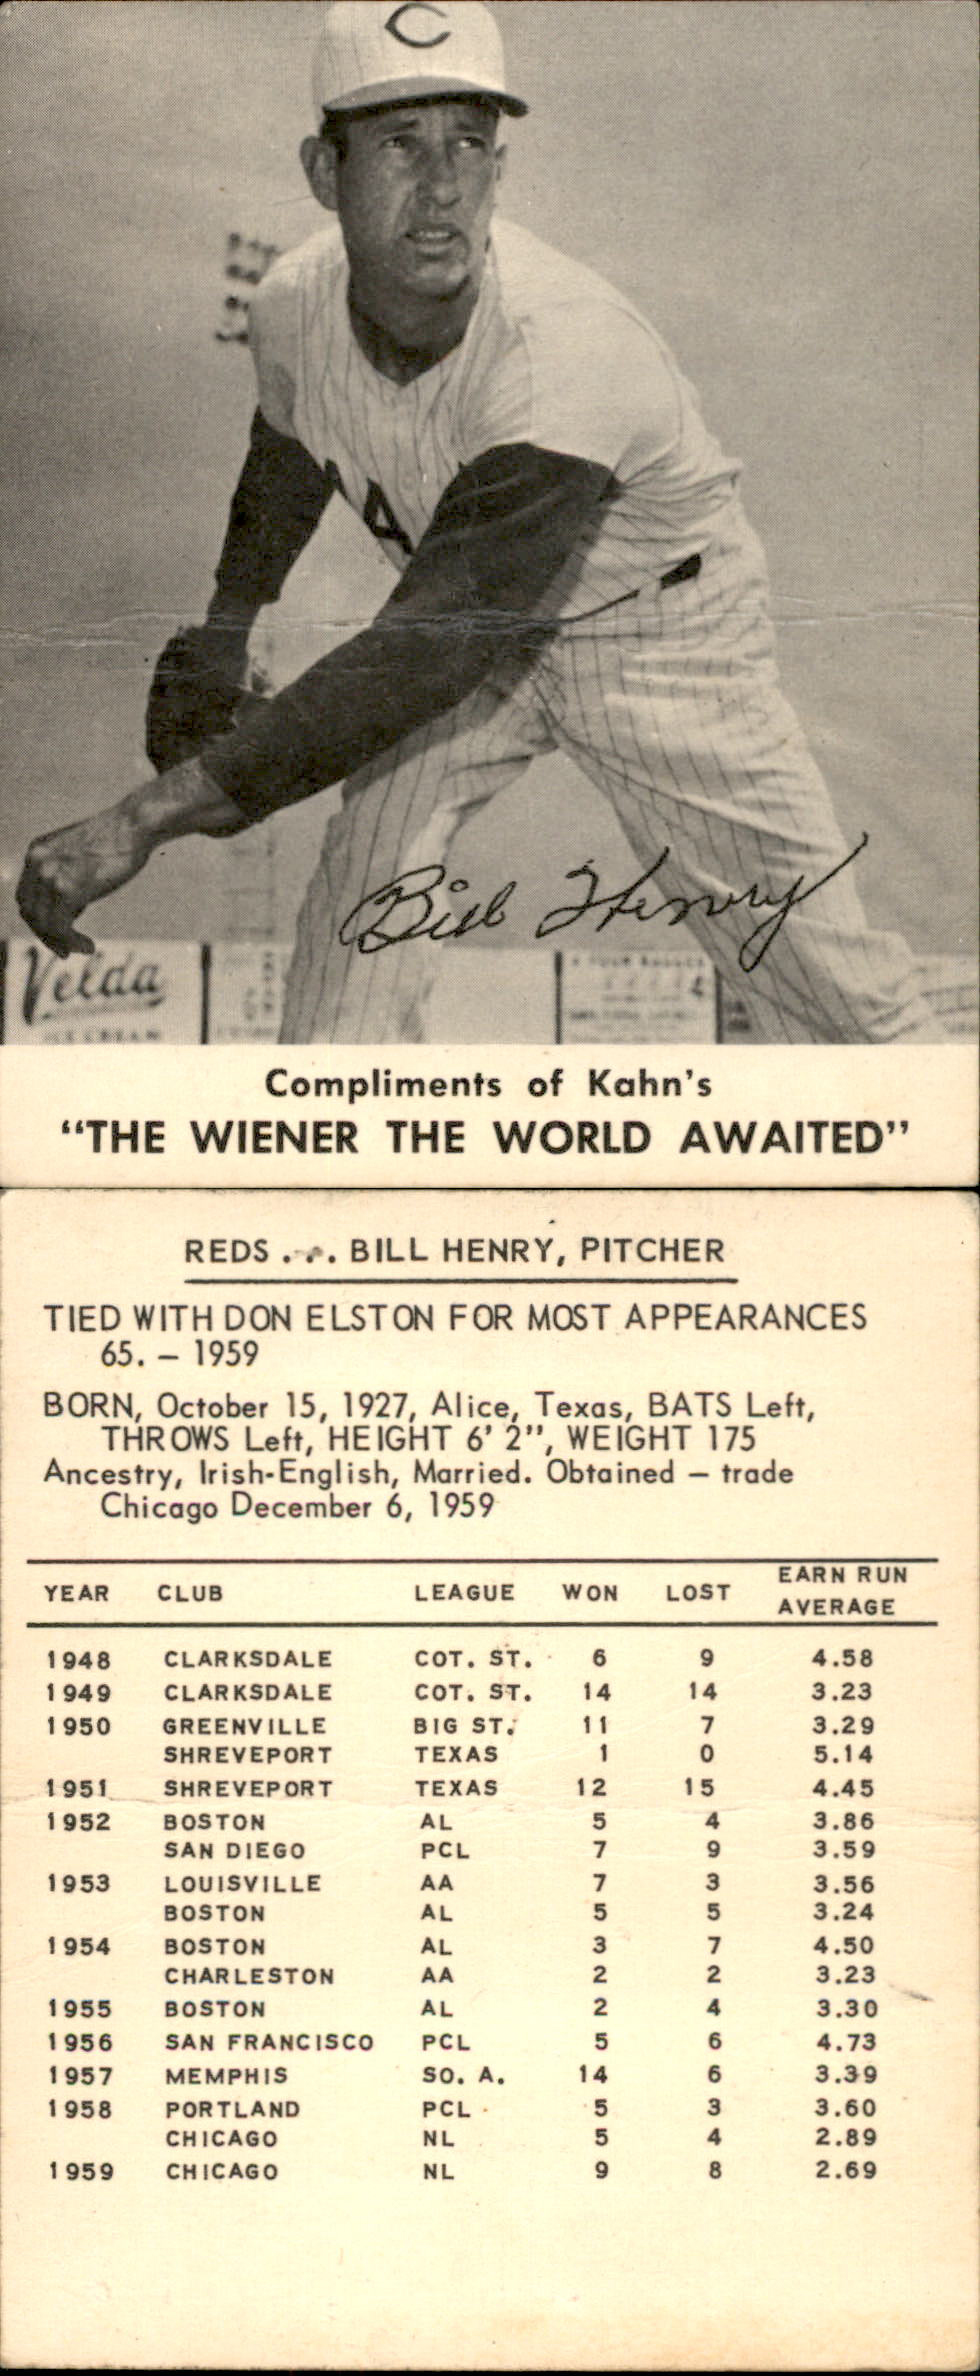 C
A
Bill Henry
Velda
ICE CREAM
4
Compliments of Kahn's
"THE WIENER THE WORLD AWAITED"
REDS . . . BILL HENRY, PITCHER
TIED WITH DON ELSTON FOR MOST APPEARANCES
65. – 1959
BORN, October 15, 1927, Alice, Texas, BATS Left,
THROWS Left, HEIGHT 6' 2", WEIGHT 175
Ancestry, Irish-English, Married. Obtained – trade
Chicago December 6, 1959
YEAR CLUB LEAGUE WON LOST EARN RUN AVERAGE
1948 CLARKSDALE COT. ST. 6 9 4.58
1949 CLARKSDALE COT. ST. 14 14 3.23
1950 GREENVILLE BIG ST. 11 7 3.29
SHREVEPORT TEXAS 1 0 5.14
1951 SHREVEPORT TEXAS 12 15 4.45
1952 BOSTON AL 5 4 3.86
SAN DIEGO PCL 7 9 3.59
1953 LOUISVILLE AA 7 3 3.56
BOSTON AL 5 5 3.24
1954 BOSTON AL 3 7 4.50
CHARLESTON AA 2 2 3.23
1955 BOSTON AL 2 4 3.30
1956 SAN FRANCISCO PCL 5 6 4.73
1957 MEMPHIS SO. A. 14 6 3.39
1958 PORTLAND PCL 5 3 3.60
CHICAGO NL 5 4 2.89
1959 CHICAGO NL 9 8 2.69